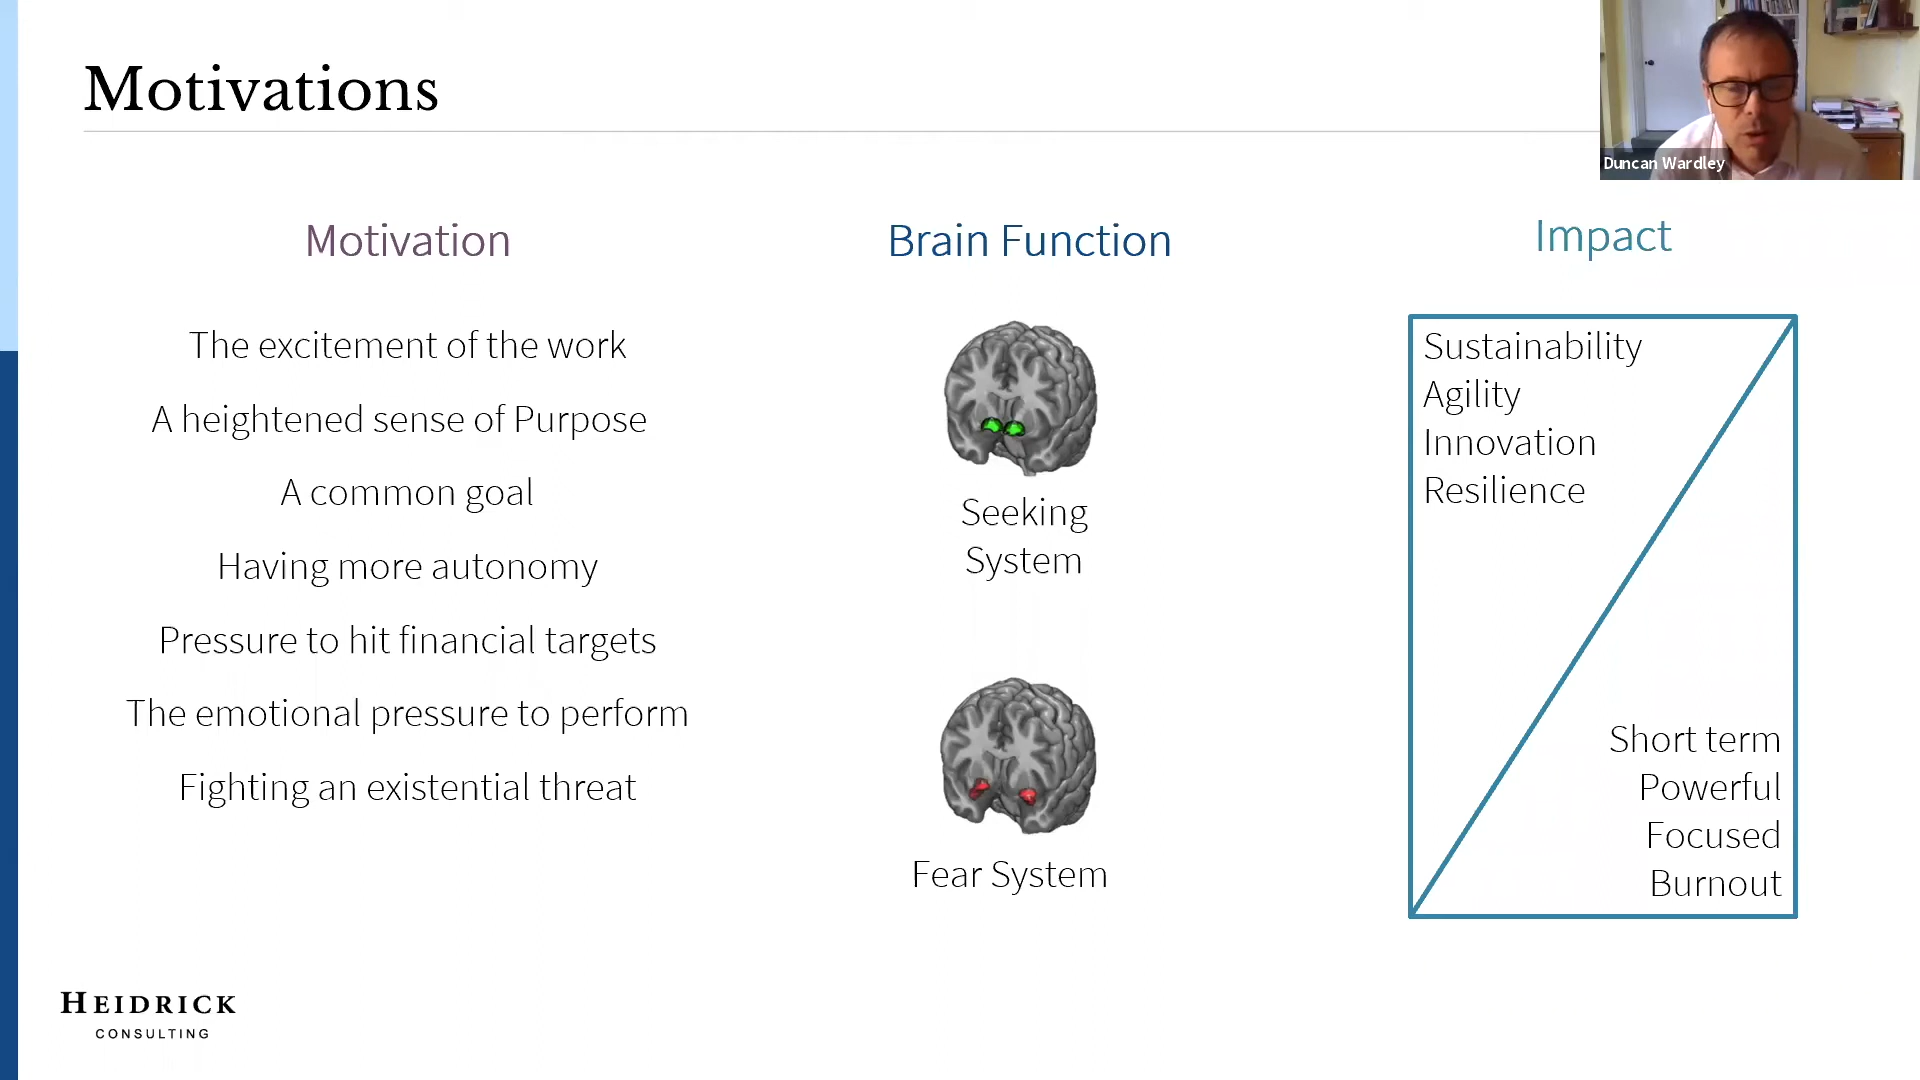 Motivations
Duncan Wardley
Motivation
The excitement of the work
A heightened sense of Purpose
A common goal
Having more autonomy
Pressure to hit financial targets
The emotional pressure to perform
Fighting an existential threat
Brain Function
Seeking
System
Fear System
Impact
Sustainability
Agility
Innovation
Resilience
Short term
Powerful
Focused
Burnout
HEIDRICK
CONSULTING